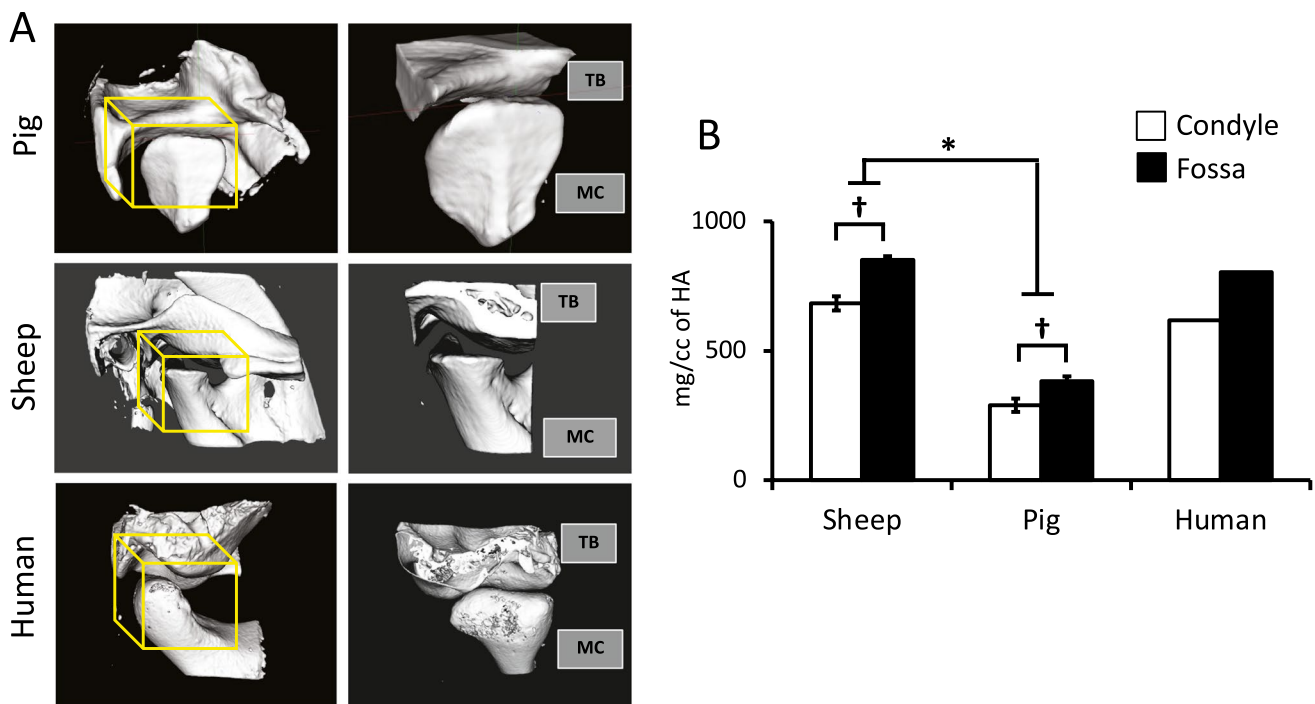 A
Pig
TB
MC
Sheep
TB
MC
Human
TB
MC
B
Condyle
Fossa
*
†
†
mg/cc of HA
1000
500
0
Sheep
Pig
Human